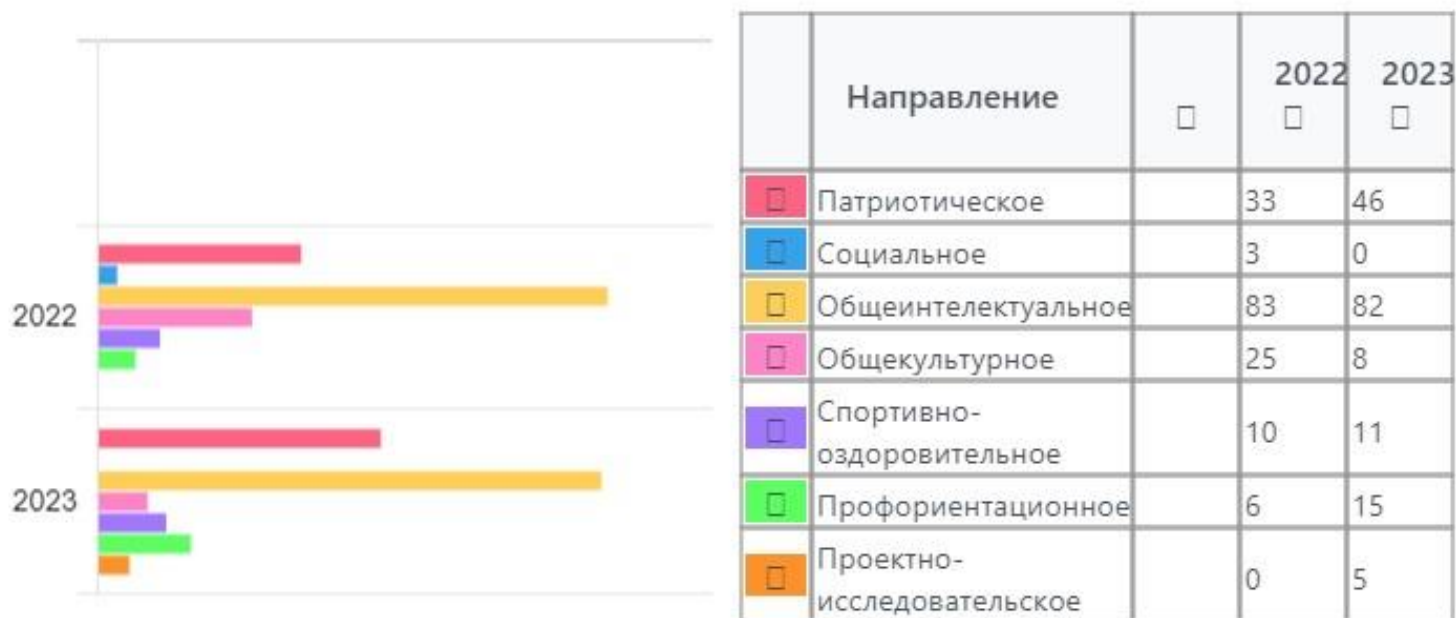 2022
2023
Направление
2022 2023
Патриотическое 33 46
Социальное 3 0
Общеинтелектуальное 83 82
Общекультурное 25 8
Спортивно-
оздоровительное 10 11
Профориентационное 6 15
Проектно-
исследовательское 0 5